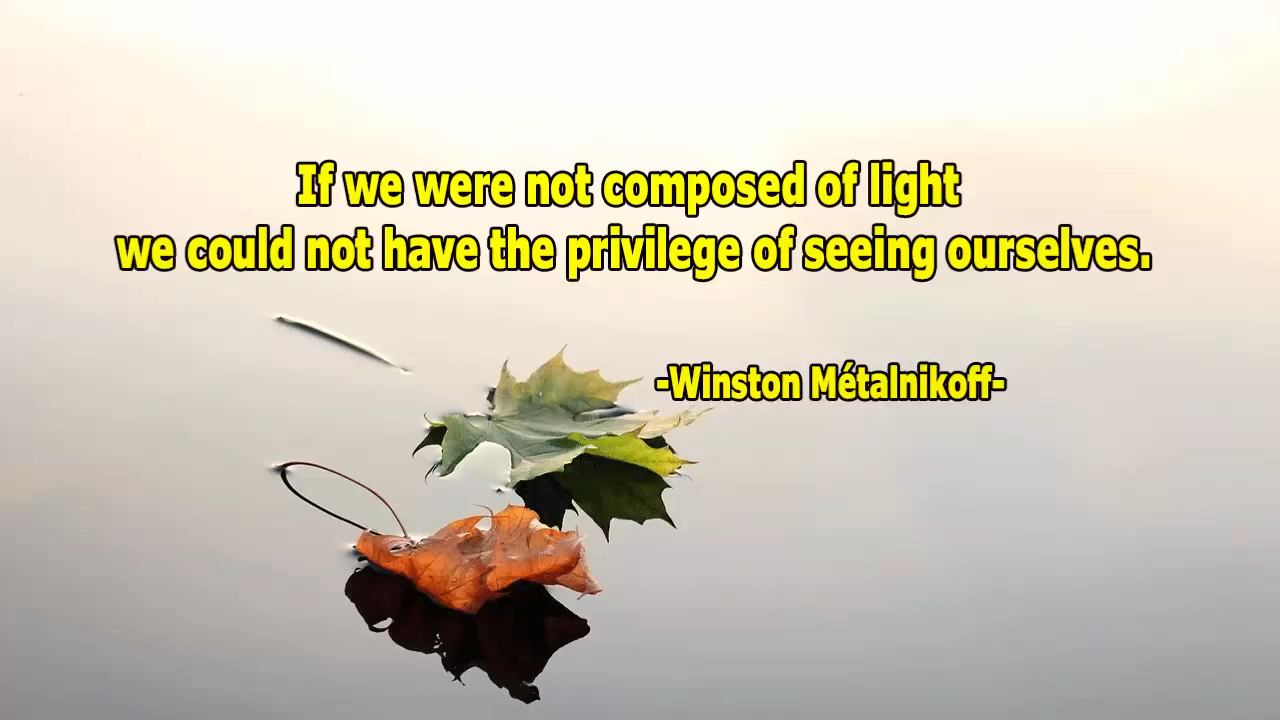 If we were not composed of light
we could not have the privilege of seeing ourselves.
-Winston Métalnikoff-